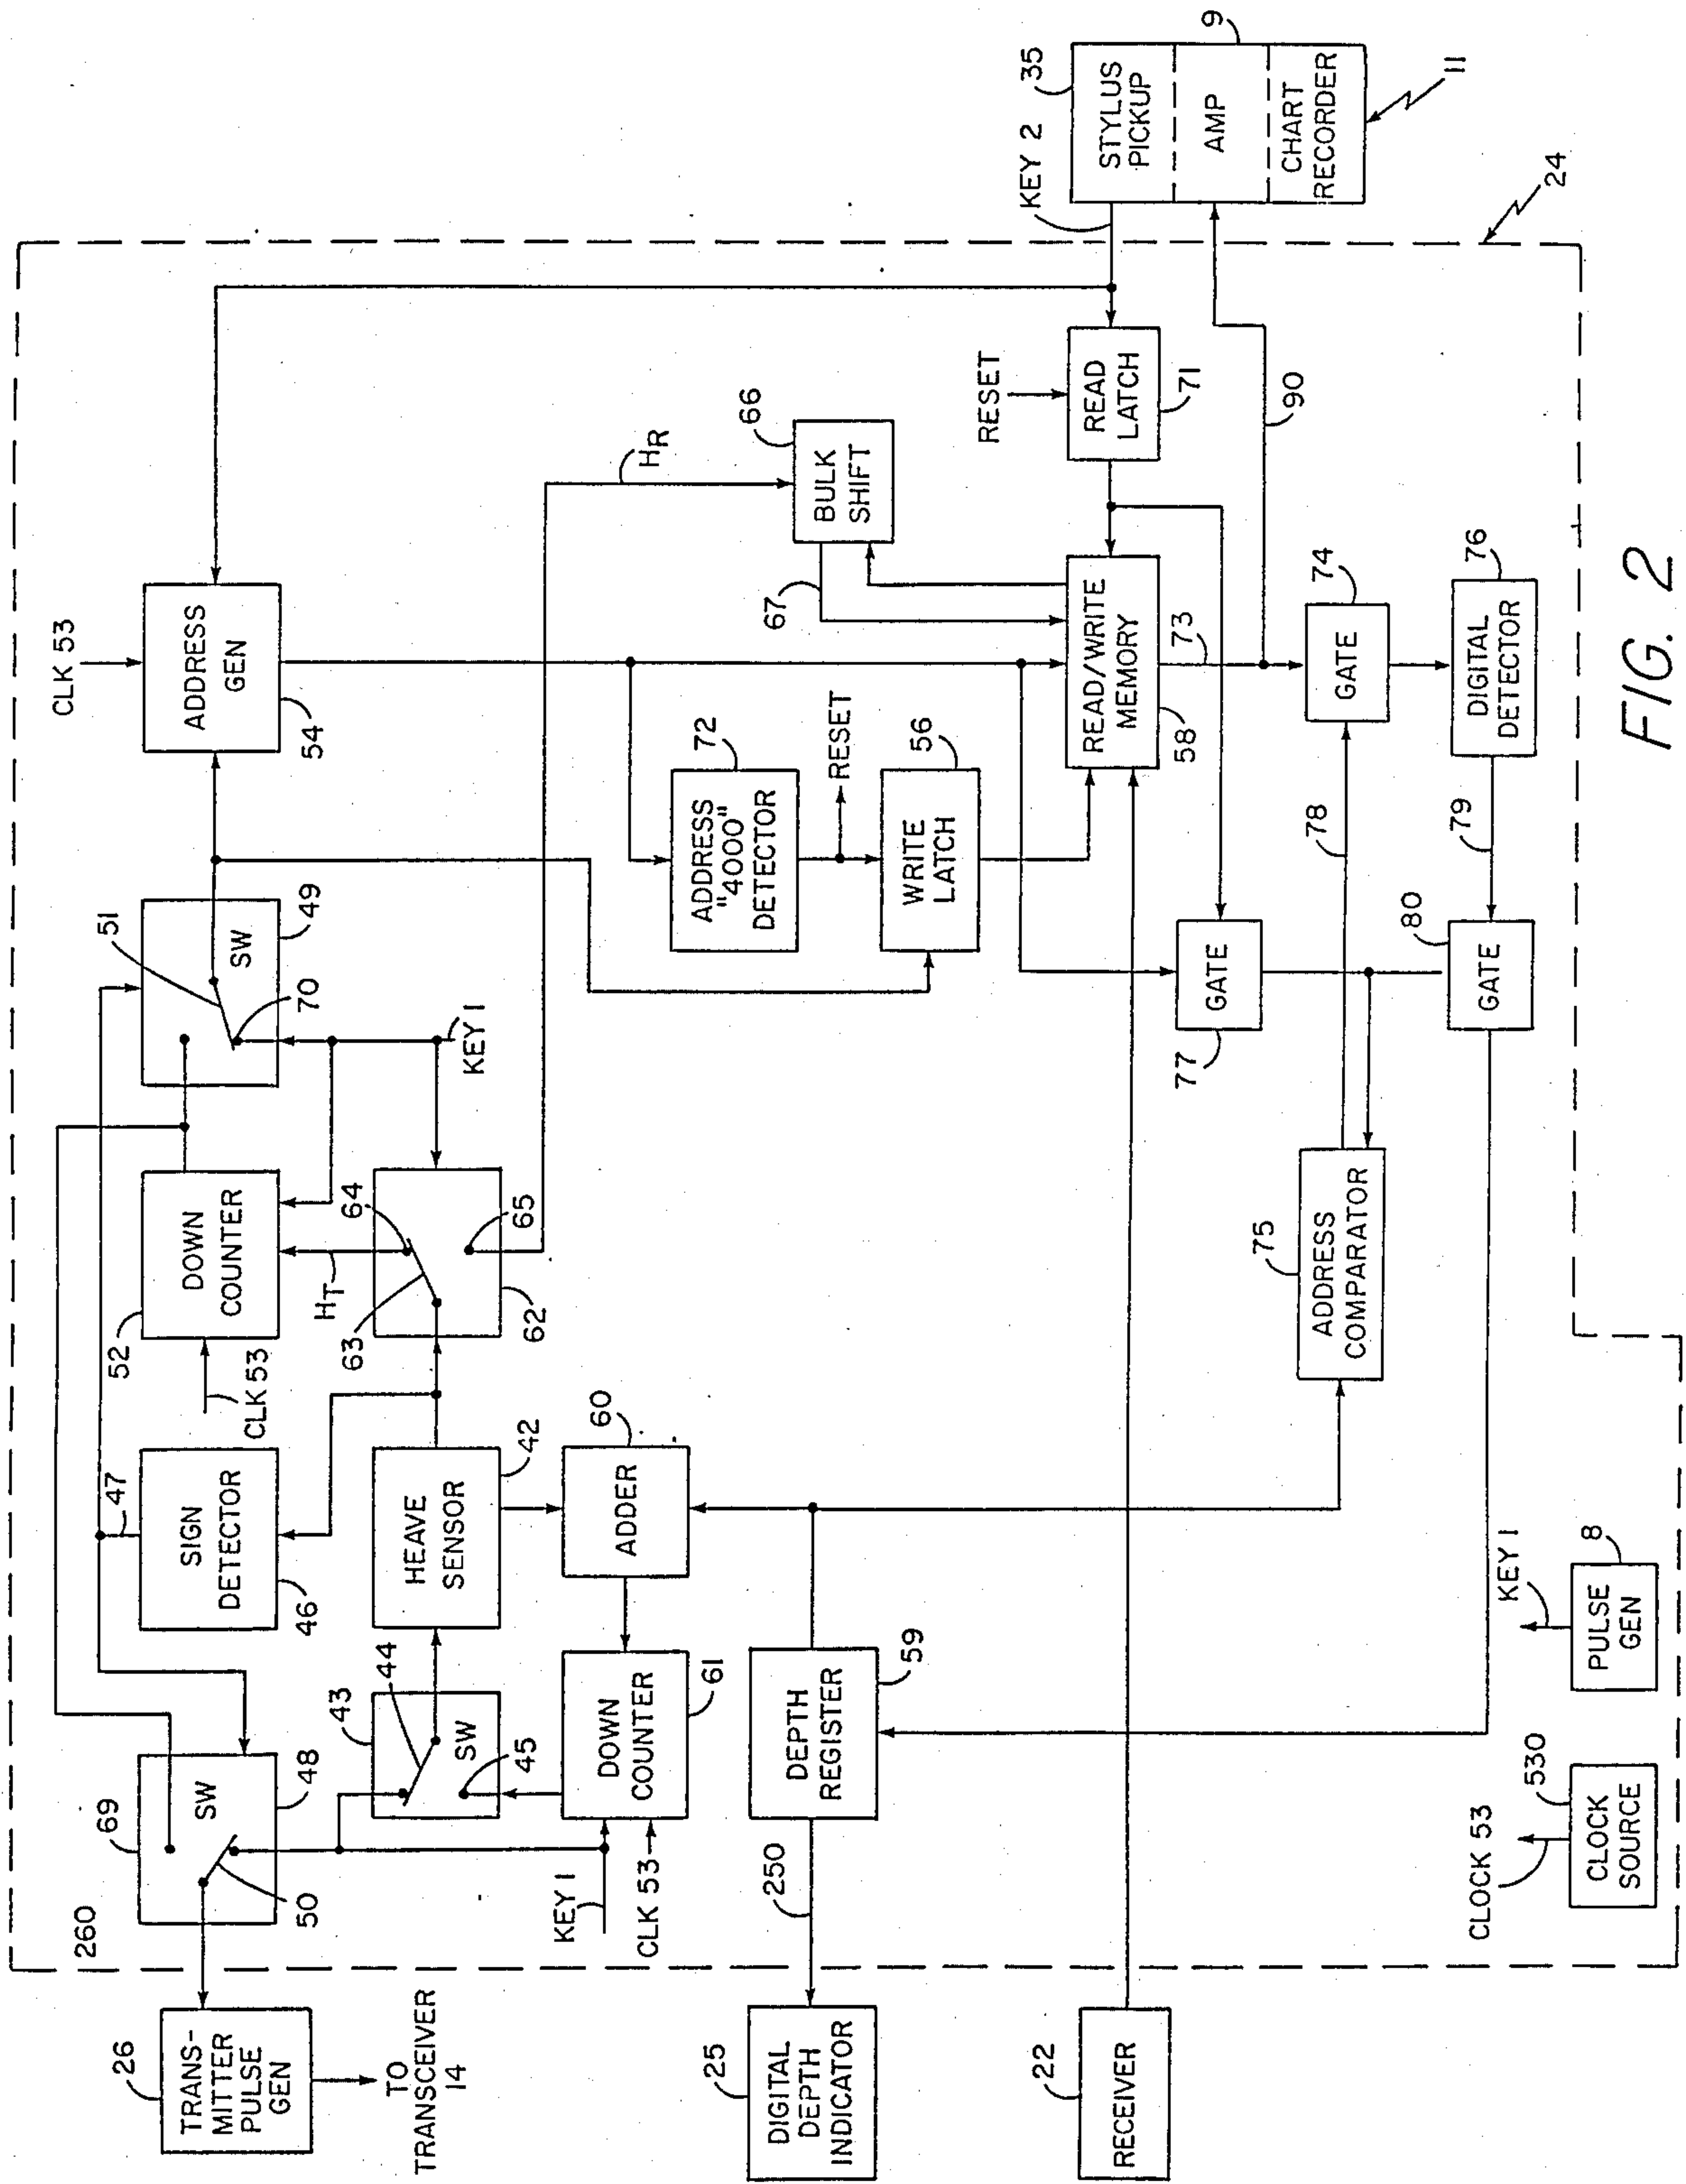 260
26
TRANS-
MITTER
PULSE
GEN
TO
TRANSCEIVER
14
69
SW
48
50
47
SIGN
DETECTOR
46
52
DOWN
COUNTER
CLK 53
HT
51
SW
49
70
KEY 1
CLK 53
ADDRESS
GEN
54
43
44
SW
45
HEAVE
SENSOR
42
63
64
65
62
HR
KEY 1
CLK 53
DOWN
COUNTER
61
ADDER
60
ADDRESS
"4000"
DETECTOR
72
RESET
WRITE
LATCH
56
BULK
SHIFT
66
67
RESET
READ
LATCH
71
KEY 2
35
STYLUS
PICKUP
AMP
CHART
RECORDER
9
11
24
25
DIGITAL
DEPTH
INDICATOR
250
DEPTH
REGISTER
59
READ/WRITE
MEMORY
58
73
90
22
RECEIVER
GATE
77
75
ADDRESS
COMPARATOR
78
GATE
74
DIGITAL
DETECTOR
76
79
GATE
80
CLOCK 53
CLOCK
SOURCE
530
KEY 1
PULSE
GEN
8
FIG. 2